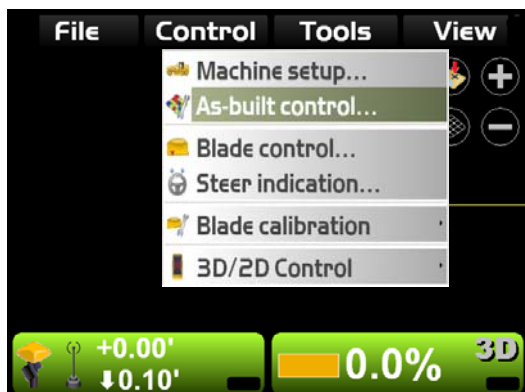 File Control Tools View
Machine setup...
As-built control...
Blade control...
Steer indication...
Blade calibration
3D/2D Control
+0.00'
0.10'
0.0%
3D